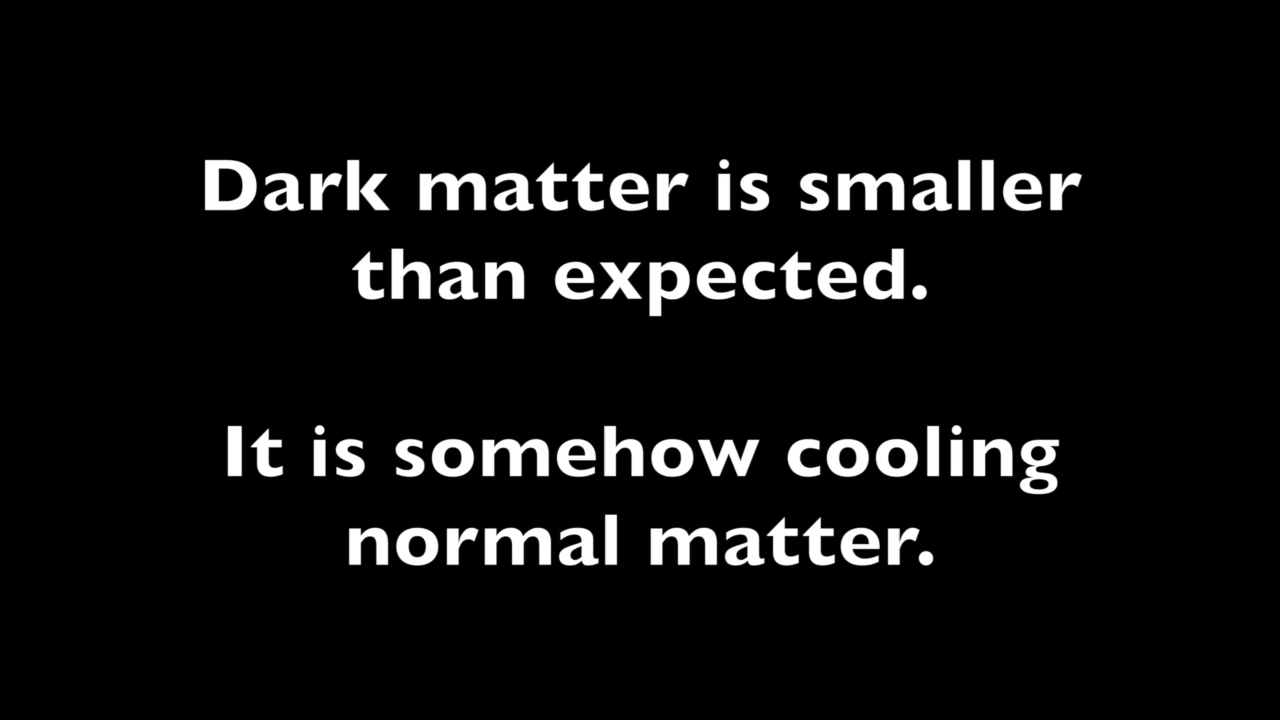 Dark matter is smaller
than expected.
It is somehow cooling
normal matter.